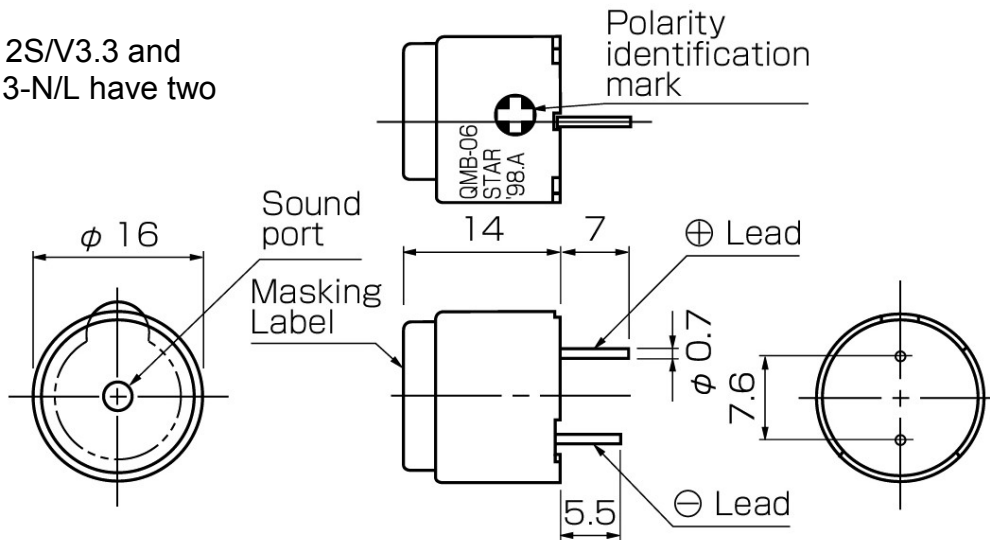 2S/V3.3 and
3-N/L have two
Polarity
identification
mark
QMB-06
STAR
'98.A
Sound
port
φ 16
14
7
⊕ Lead
Masking
Label
φ 0.7
7.6
5.5
⊖ Lead